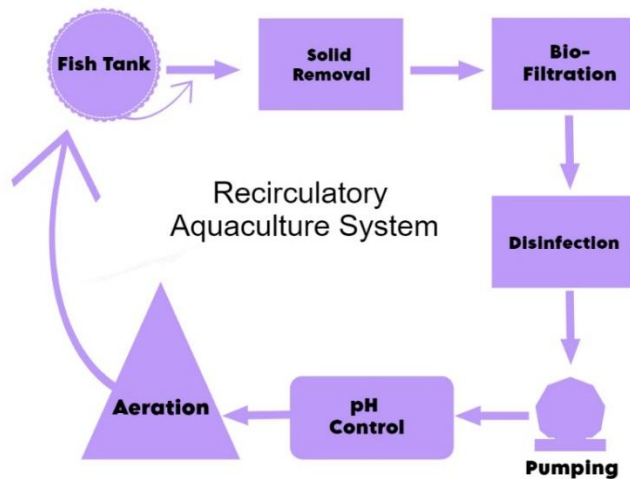 Fish Tank
Solid
Removal
Bio-
Filtration
Recirculatory
Aquaculture System
Disinfection
Aeration
pH
Control
Pumping